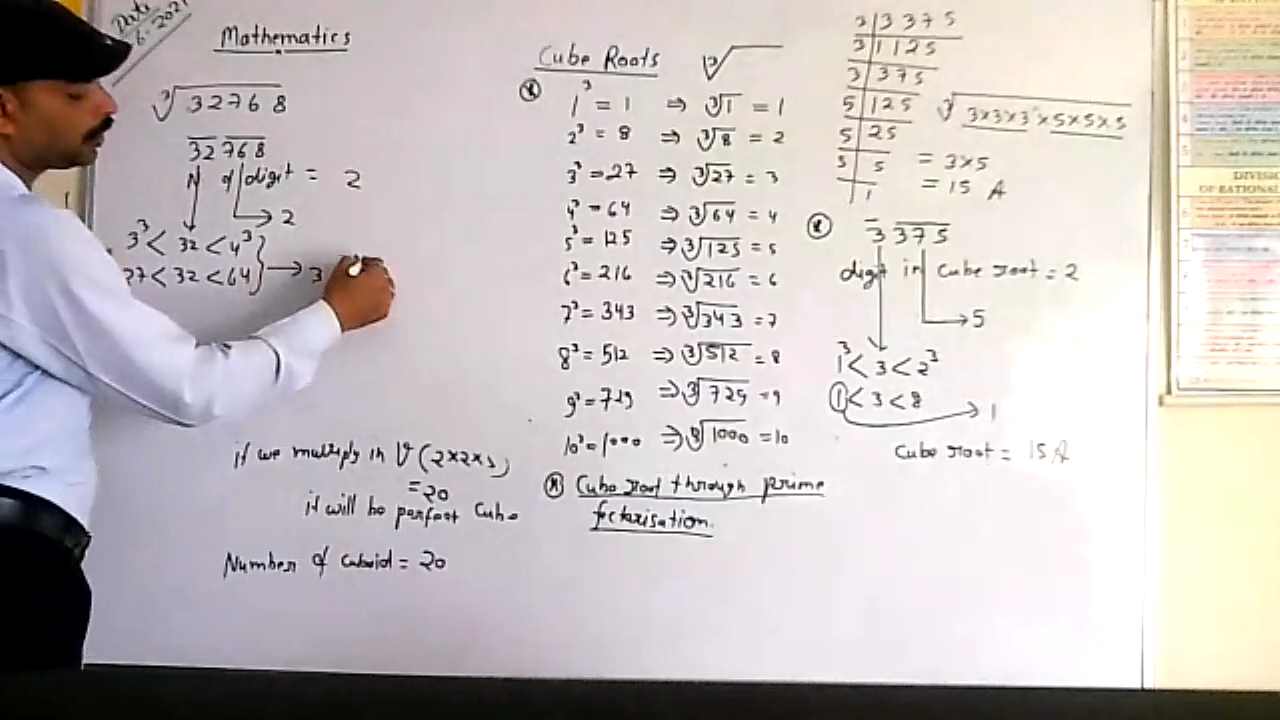 Date
6-2021
Mathematics
∛32768
32 768
N of digit = 2
→ 2
3³ < 32 < 4³
27 < 32 < 64 } → 3
if we multiply in V (2×2×5)
= 20
it will be perfect Cube
Number of Cuboid = 20
Cube Roots ∛
1³ = 1 ⇒ ∛1 = 1
2³ = 8 ⇒ ∛8 = 2
3³ = 27 ⇒ ∛27 = 3
4³ = 64 ⇒ ∛64 = 4
5³ = 125 ⇒ ∛125 = 5
6³ = 216 ⇒ ∛216 = 6
7³ = 343 ⇒ ∛343 = 7
8³ = 512 ⇒ ∛512 = 8
9³ = 729 ⇒ ∛729 = 9
10³ = 1000 ⇒ ∛1000 = 10
Cube root through prime
factorisation.
3 | 3375
3 | 1125
3 | 375
5 | 125
5 | 25
5 | 5
1
∛3×3×3×5×5×5
= 3×5
= 15 A
3 375
digit in Cube root = 2
→ 5
1³ < 3 < 2³
1 < 3 < 8
→ 1
Cube root = 15 A
DIVISIO
OF RATIONAL